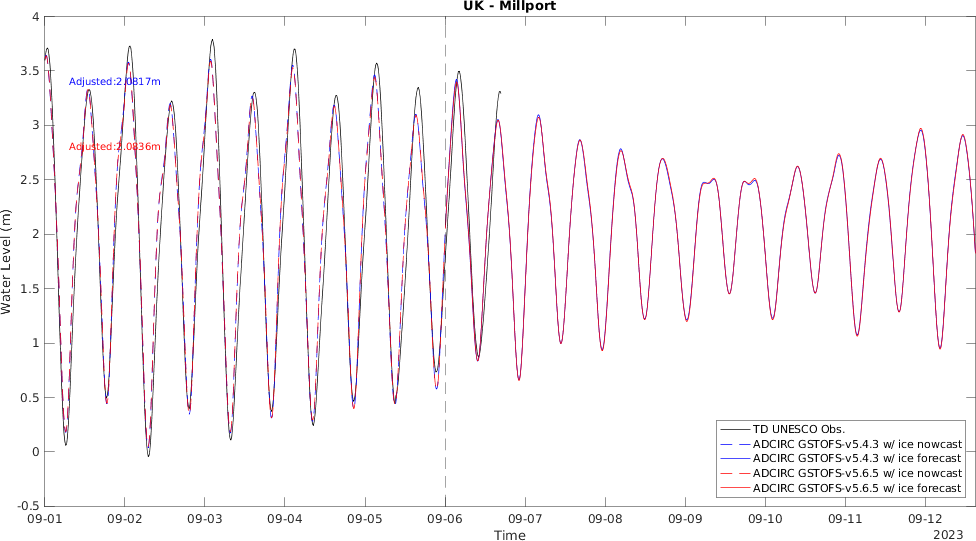 UK - Millport
4
3.5
3
2.5
2
1.5
1
0.5
0
-0.5
Water Level (m)
Adjusted:2.0817m
Adjusted:2.0836m
TD UNESCO Obs.
ADCIRC GSTOFS-v5.4.3 w/ ice nowcast
ADCIRC GSTOFS-v5.4.3 w/ ice forecast
ADCIRC GSTOFS-v5.6.5 w/ ice nowcast
ADCIRC GSTOFS-v5.6.5 w/ ice forecast
09-01 09-02 09-03 09-04 09-05 09-06 09-07 09-08 09-09 09-10 09-11 09-12
Time
2023